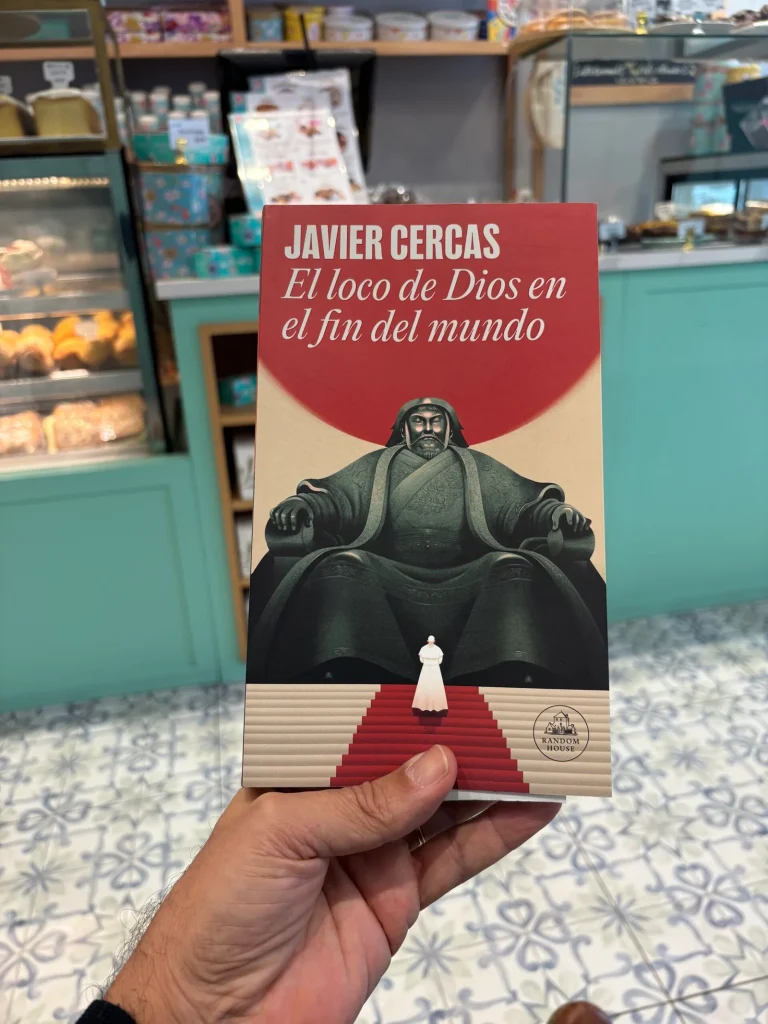 JAVIER CERCAS
El loco de Dios en
el fin del mundo
RANDOM
HOUSE